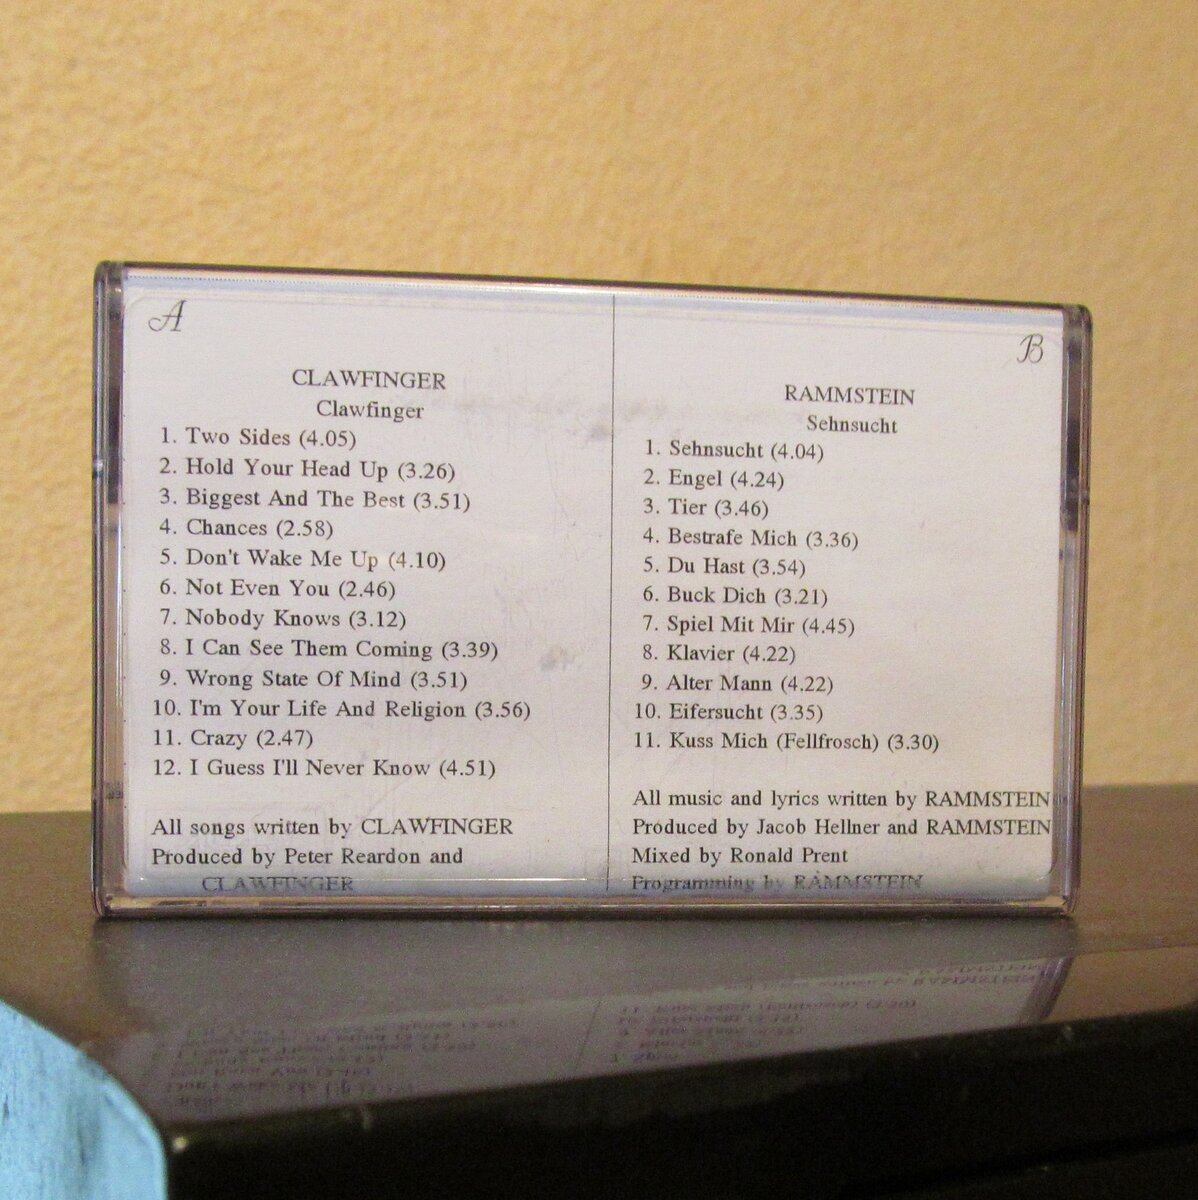 A
CLAWFINGER
Clawfinger
1. Two Sides (4.05)
2. Hold Your Head Up (3.26)
3. Biggest And The Best (3.51)
4. Chances (2.58)
5. Don't Wake Me Up (4.10)
6. Not Even You (2.46)
7. Nobody Knows (3.12)
8. I Can See Them Coming (3.39)
9. Wrong State Of Mind (3.51)
10. I'm Your Life And Religion (3.56)
11. Crazy (2.47)
12. I Guess I'll Never Know (4.51)
All songs written by CLAWFINGER
Produced by Peter Reardon and
CLAWFINGER
B
RAMMSTEIN
Sehnsucht
1. Sehnsucht (4.04)
2. Engel (4.24)
3. Tier (3.46)
4. Bestrafe Mich (3.36)
5. Du Hast (3.54)
6. Buck Dich (3.21)
7. Spiel Mit Mir (4.45)
8. Klavier (4.22)
9. Alter Mann (4.22)
10. Eifersucht (3.35)
11. Kuss Mich (Fellfrosch) (3.30)
All music and lyrics written by RAMMSTEIN
Produced by Jacob Hellner and RAMMSTEIN
Mixed by Ronald Prent
Programming by RAMMSTEIN